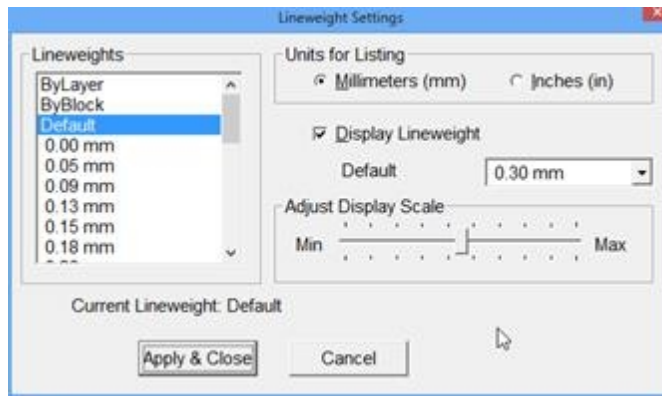 Lineweight Settings
Lineweights
ByLayer
ByBlock
Default
0.00 mm
0.05 mm
0.09 mm
0.13 mm
0.15 mm
0.18 mm
Units for Listing
Millimeters (mm)
Inches (in)
Display Lineweight
Default
0.30 mm
Adjust Display Scale
Min
Max
Current Lineweight: Default
Apply & Close
Cancel